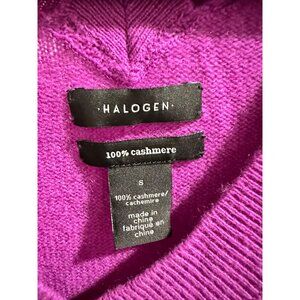 ·HALOGEN·
100% cashmere
S
100% cashmere/
cachemire
made in
china
fabriqué en
chine